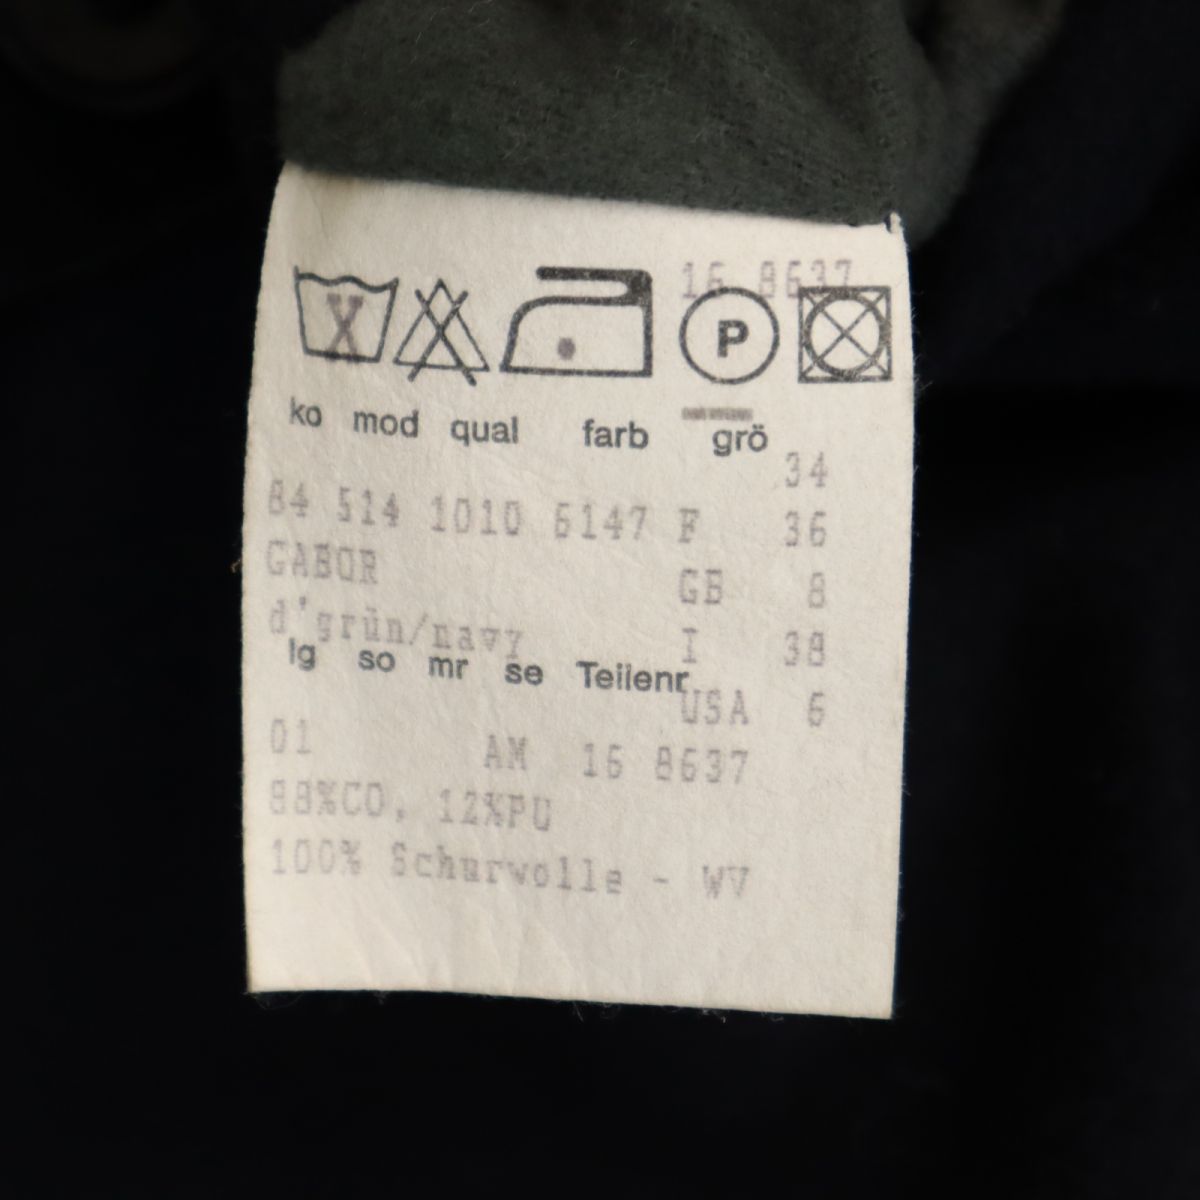 16 8637
X P
ko mod qual farb grö
34
84 514 1010 6147 F 36
GABOR GB 8
d'grün/navy I 38
lg so mr se Teilenr.
USA 6
01 AM 16 8637
88%CO, 12%PU
100% Schurwolle - WV